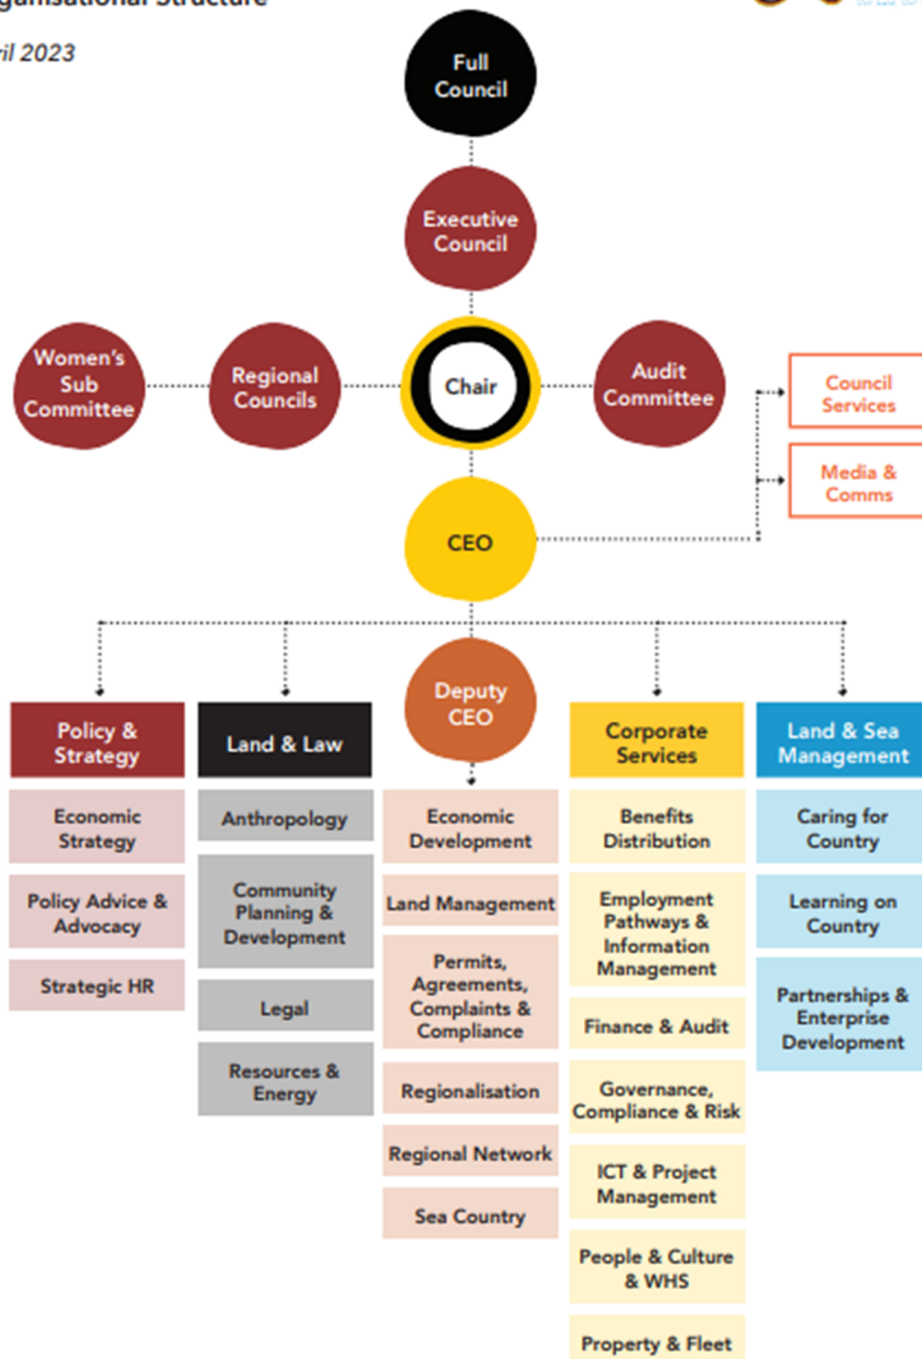 Structure
2023
Full
Council
Executive
Council
Women's
Sub
Committee
Regional
Councils
Chair
Audit
Committee
Council
Services
Media &
Comms
CEO
Deputy
CEO
Policy &
Strategy
Economic
Strategy
Policy Advice &
Advocacy
Strategic HR
Land & Law
Anthropology
Community
Planning &
Development
Legal
Resources &
Energy
Economic
Development
Land Management
Permits,
Agreements,
Complaints &
Compliance
Regionalisation
Regional Network
Sea Country
Corporate
Services
Benefits
Distribution
Employment
Pathways &
Information
Management
Finance & Audit
Governance,
Compliance & Risk
ICT & Project
Management
People & Culture
& WHS
Property & Fleet
Land & Sea
Management
Caring for
Country
Learning on
Country
Partnerships &
Enterprise
Development